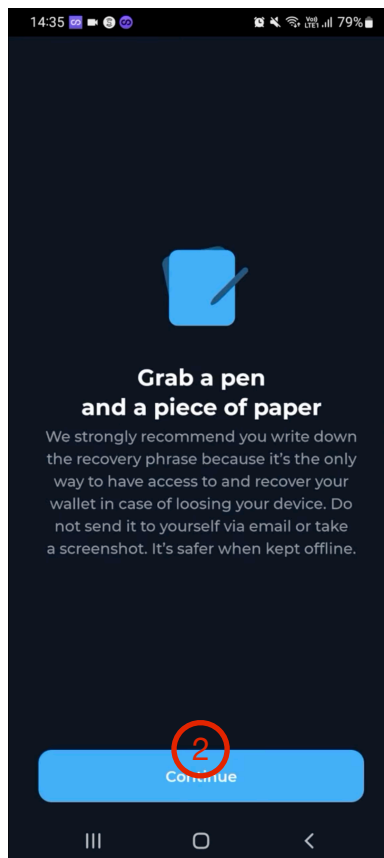 14:35
Vo))
LTE1
79%
Grab a pen
and a piece of paper
We strongly recommend you write down
the recovery phrase because it's the only
way to have access to and recover your
wallet in case of loosing your device. Do
not send it to yourself via email or take
a screenshot. It's safer when kept offline.
2
Continue